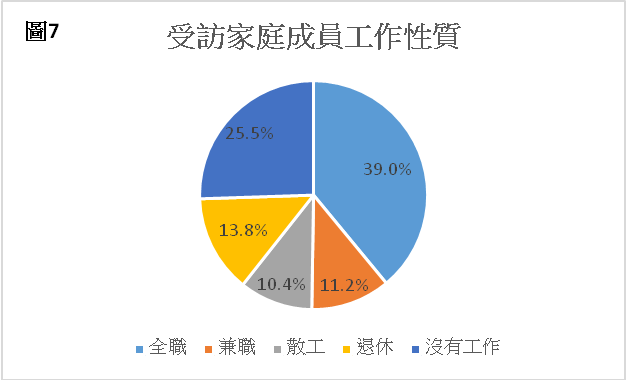 圖7
受訪家庭成員工作性質
25.5%
39.0%
13.8%
10.4%
11.2%
全職 兼職 散工 退休 沒有工作